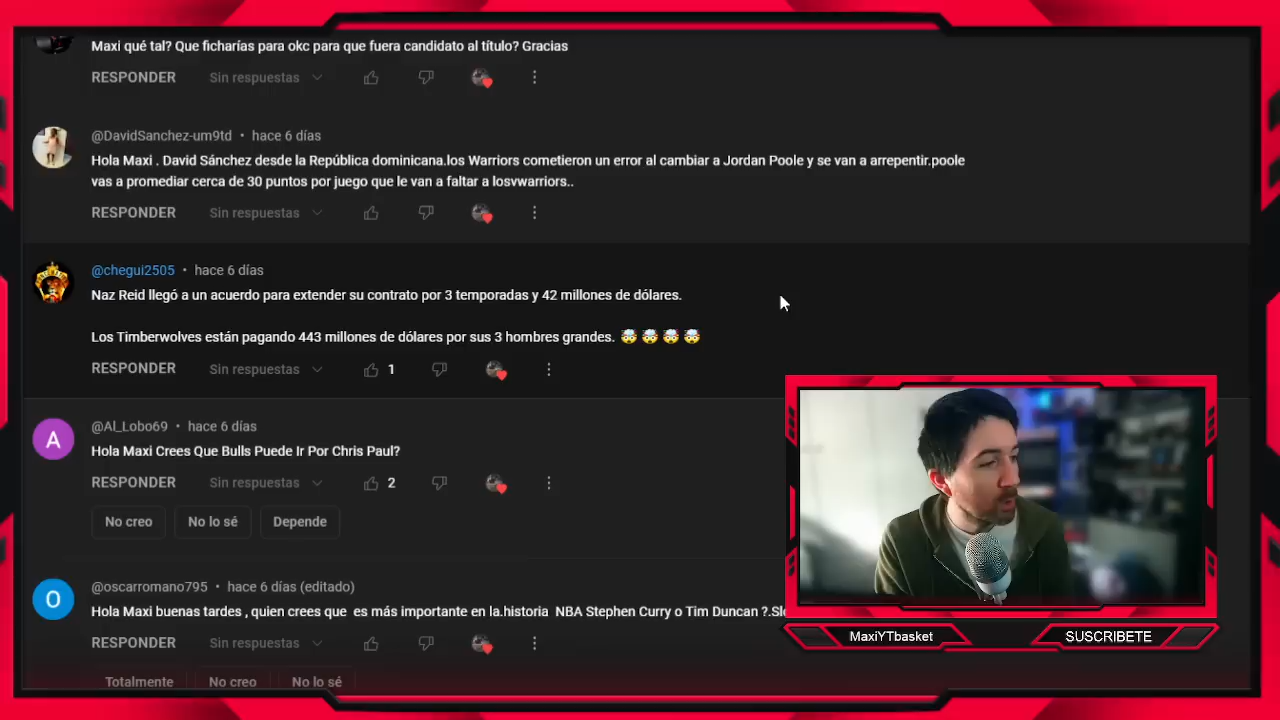 Maxi qué tal? Que ficharías para okc para que fuera candidato al título? Gracias
RESPONDER Sin respuestas
@DavidSanchez-um9td • hace 6 días
Hola Maxi . David Sánchez desde la República dominicana.los Warriors cometieron un error al cambiar a Jordan Poole y se van a arrepentir.poole
vas a promediar cerca de 30 puntos por juego que le van a faltar a losvwarriors..
RESPONDER Sin respuestas
@chegui2505 • hace 6 días
Naz Reid llegó a un acuerdo para extender su contrato por 3 temporadas y 42 millones de dólares.
Los Timberwolves están pagando 443 millones de dólares por sus 3 hombres grandes. 🤯 🤯 🤯 🤯
RESPONDER Sin respuestas 1
@Al_Lobo69 • hace 6 días
A
Hola Maxi Crees Que Bulls Puede Ir Por Chris Paul?
RESPONDER Sin respuestas 2
No creo No lo sé Depende
@oscarromano795 • hace 6 días (editado)
O
Hola Maxi buenas tardes , quien crees que es más importante en la.historia NBA Stephen Curry o Tim Duncan ?.
RESPONDER Sin respuestas
Totalmente No creo No lo sé
MaxiYTbasket
SUSCRIBETE